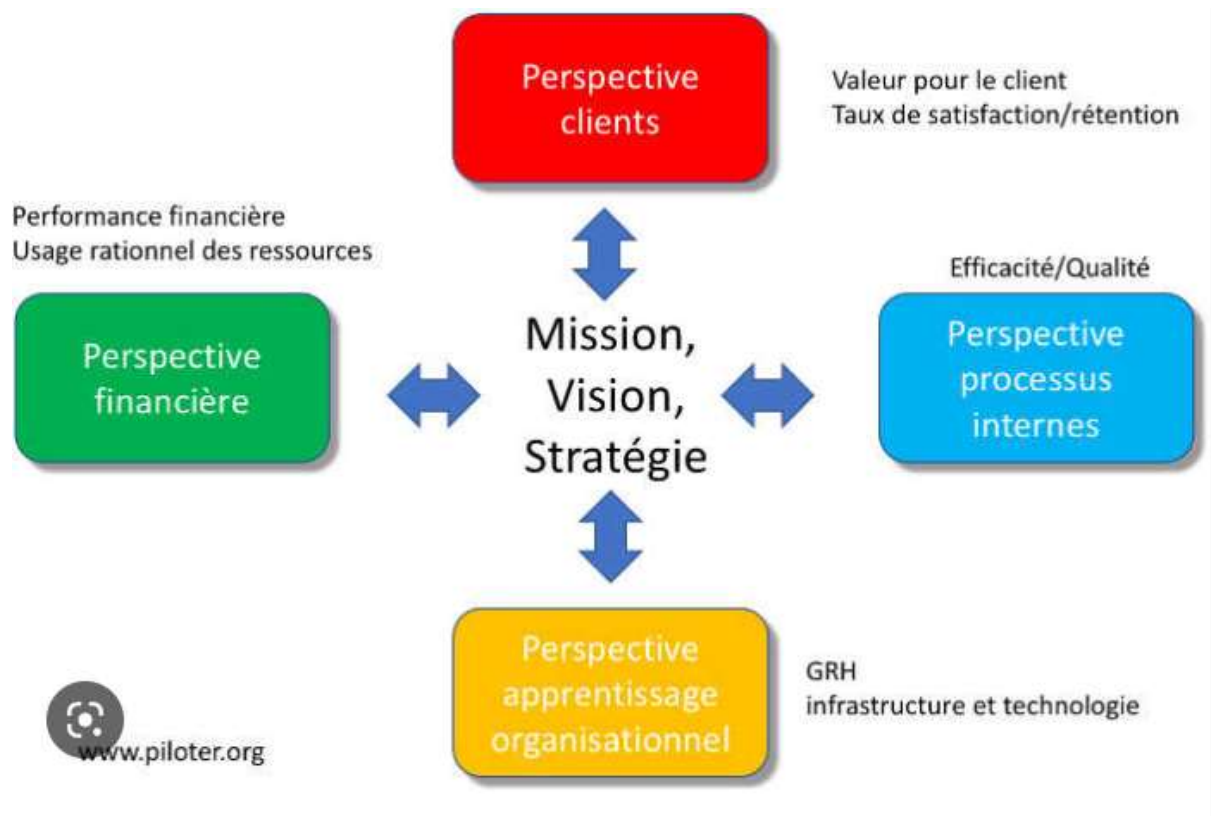 Perspective
clients
Valeur pour le client
Taux de satisfaction/rétention
Performance financière
Usage rationnel des ressources
Efficacité/Qualité
Perspective
financière
Mission,
Vision,
Stratégie
Perspective
processus
internes
Perspective
apprentissage
organisationnel
GRH
infrastructure et technologie
www.piloter.org